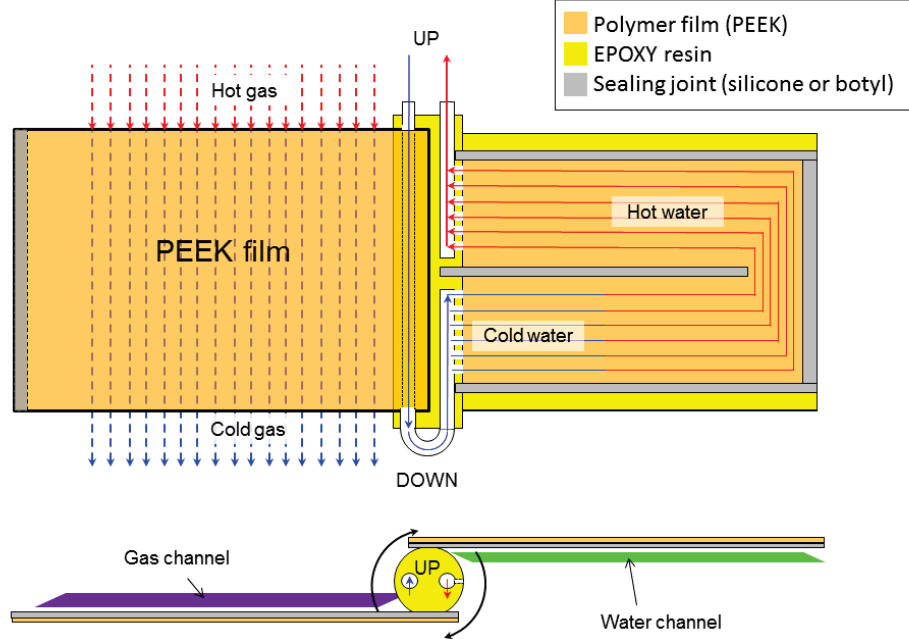 Polymer film (PEEK)
EPOXY resin
Sealing joint (silicone or botyl)
UP
Hot gas
PEEK film
Hot water
Cold water
Cold gas
DOWN
Gas channel
UP
Water channel